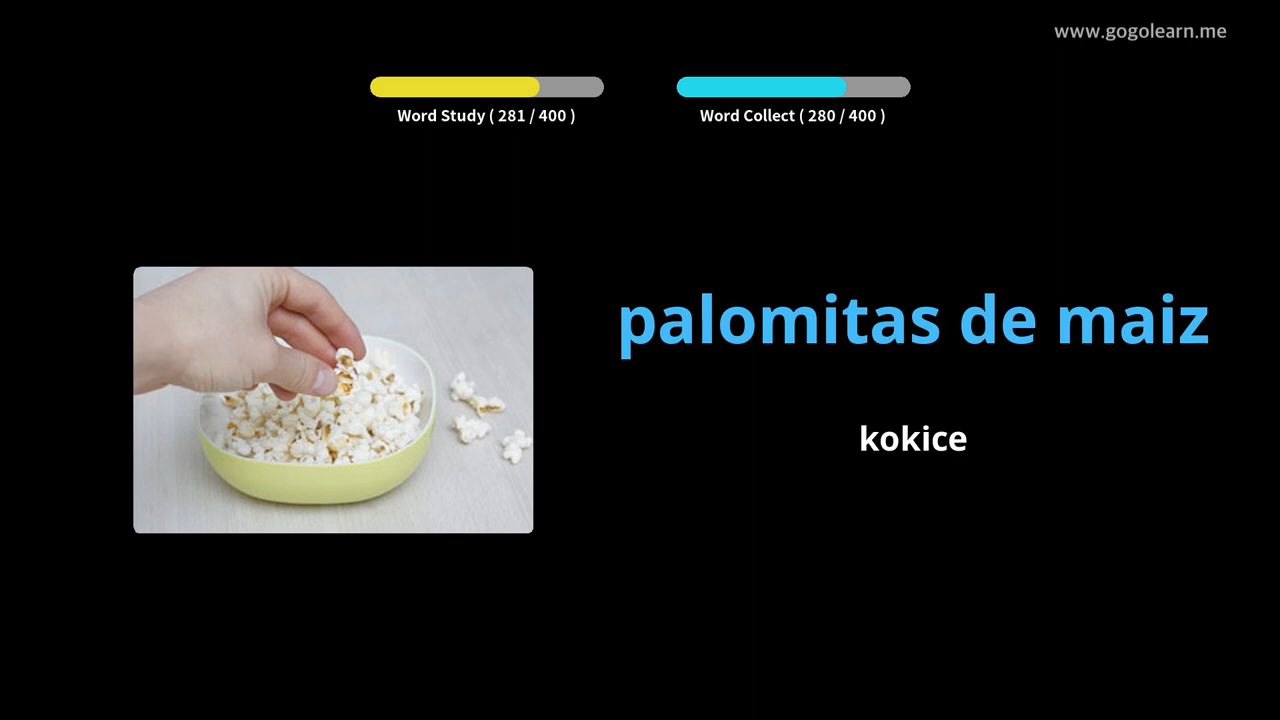 www.gogolearn.me
Word Study ( 281 / 400 )
Word Collect ( 280 / 400 )
palomitas de maiz
kokice